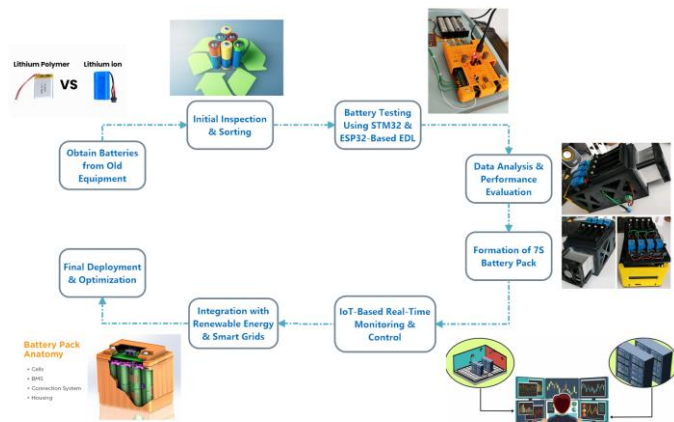 Lithium Polymer
VS
Lithium Ion
Initial Inspection
& Sorting
Battery Testing
Using STM32 &
ESP32-Based EDL
Obtain Batteries
from Old
Equipment
Data Analysis &
Performance
Evaluation
Formation of 7S
Battery Pack
Final Deployment
& Optimization
Integration with
Renewable Energy
& Smart Grids
IoT-Based Real-Time
Monitoring &
Control
Battery Pack
Anatomy
• Cells
• BMS
• Connection System
• Housing